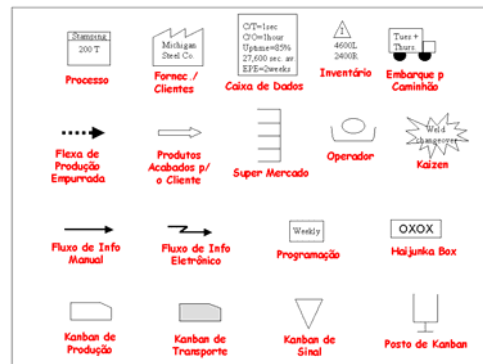 Stamping
200 T
Processo
Michigan
Steel Co.
Fornec./
Clientes
C/T=1sec
C/O=1hour
Uptime=85%
27,600 sec. av.
EPE=2weeks
Caixa de Dados
I
4600L
2400R
Inventário
Tues +
Thurs.
Embarque p
Caminhão
Flexa de
Produção
Empurrada
Produtos
Acabados p/
o Cliente
Super Mercado
Operador
Weld
changeover
Kaizen
Fluxo de Info
Manual
Fluxo de Info
Eletrônico
Weekly
Programação
OXOX
Haijunka Box
Kanban de
Produção
Kanban de
Transporte
Kanban de
Sinal
Posto de Kanban